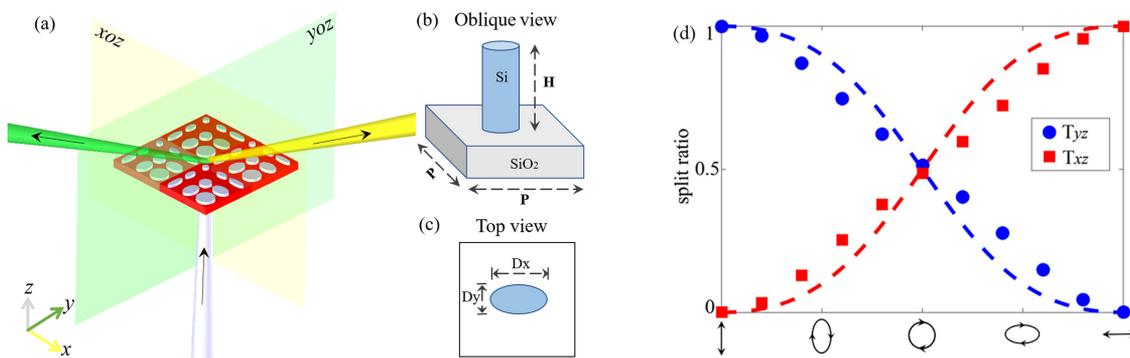 (a)
xoz
yoz
z
y
x
(b) Oblique view
Si
H
SiO₂
P
P
(c) Top view
Dx
Dy
(d)
split ratio
1
0.5
0
Tyz
Txz